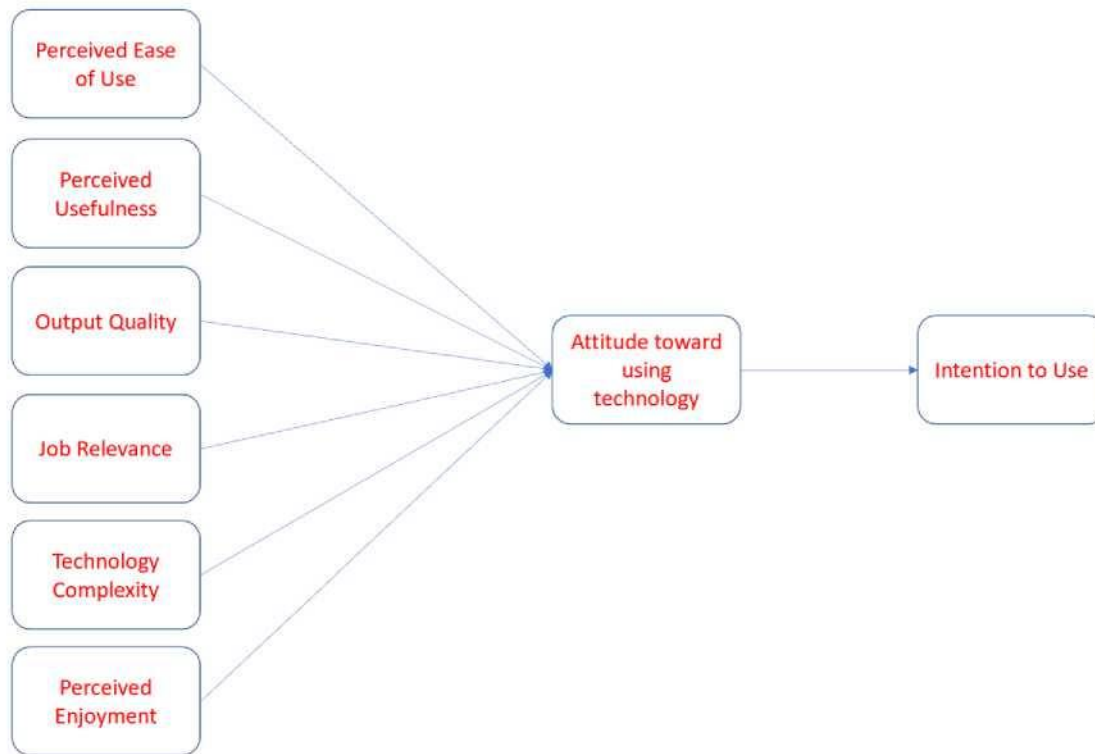 Perceived Ease
of Use
Perceived
Usefulness
Output Quality
Job Relevance
Technology
Complexity
Perceived
Enjoyment
Attitude toward
using
technology
Intention to Use